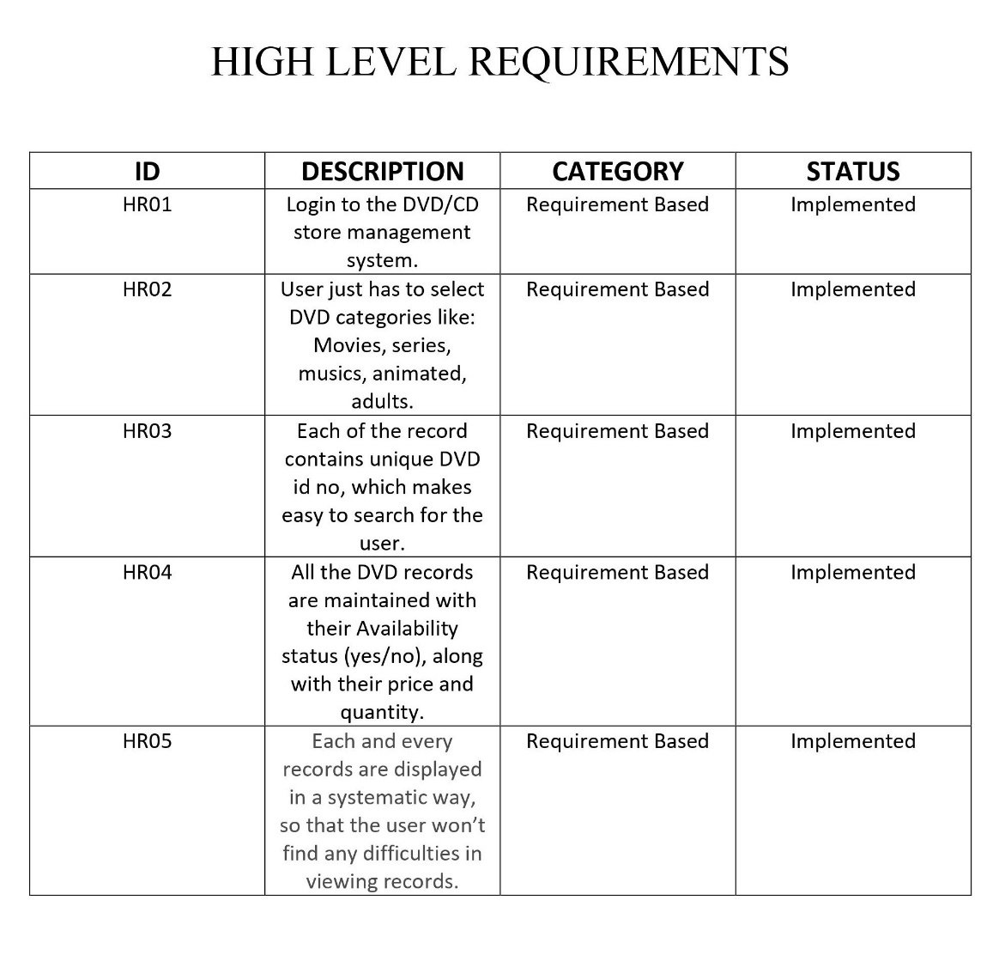 HIGH LEVEL REQUIREMENTS
ID DESCRIPTION CATEGORY STATUS
HR01 Login to the DVD/CD Requirement Based Implemented
store management
system.
HR02 User just has to select Requirement Based Implemented
DVD categories like:
Movies, series,
musics, animated,
adults.
HR03 Each of the record Requirement Based Implemented
contains unique DVD
id no, which makes
easy to search for the
user.
HR04 All the DVD records Requirement Based Implemented
are maintained with
their Availability
status (yes/no), along
with their price and
quantity.
HR05 Each and every Requirement Based Implemented
records are displayed
in a systematic way,
so that the user won’t
find any difficulties in
viewing records.